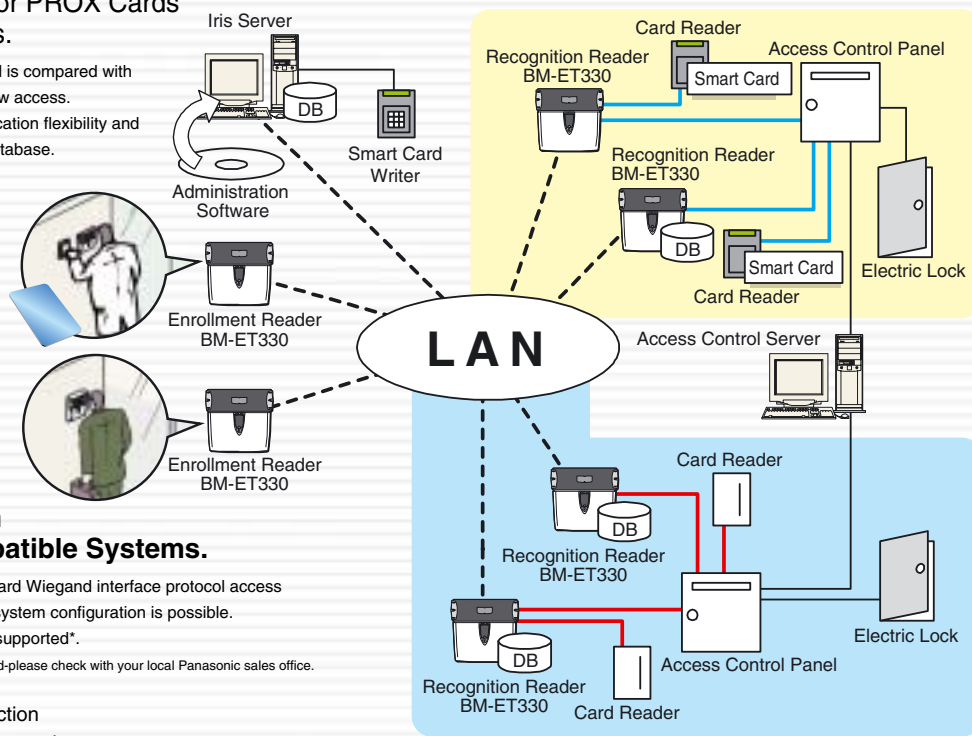 or PROX Cards
s.
d is compared with
w access.
cation flexibility and
tabase.
Iris Server
DB
Smart Card
Writer
Administration
Software
Enrollment Reader
BM-ET330
Enrollment Reader
BM-ET330
LAN
Card Reader
Recognition Reader
BM-ET330
Smart Card
Access Control Panel
Recognition Reader
BM-ET330
DB
Smart Card
Card Reader
Electric Lock
Access Control Server
Card Reader
DB
Recognition Reader
BM-ET330
DB
Recognition Reader
BM-ET330
Card Reader
Access Control Panel
Electric Lock
patible Systems.
ard Wiegand interface protocol access
system configuration is possible.
supported*.
d-please check with your local Panasonic sales office.
ction